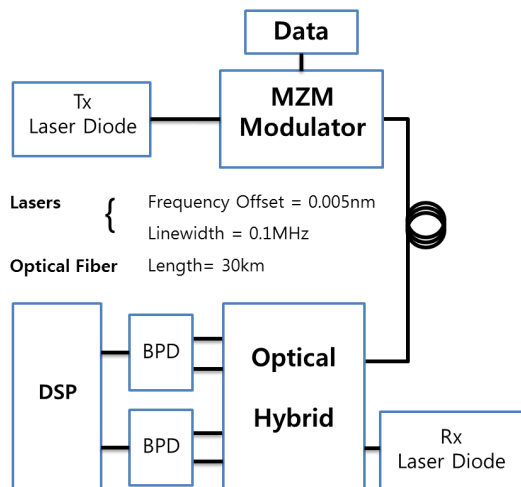 Data
Tx
Laser Diode
MZM
Modulator
Lasers { Frequency Offset = 0.005nm
Linewidth = 0.1MHz
Optical Fiber Length= 30km
DSP
BPD
BPD
Optical
Hybrid
Rx
Laser Diode